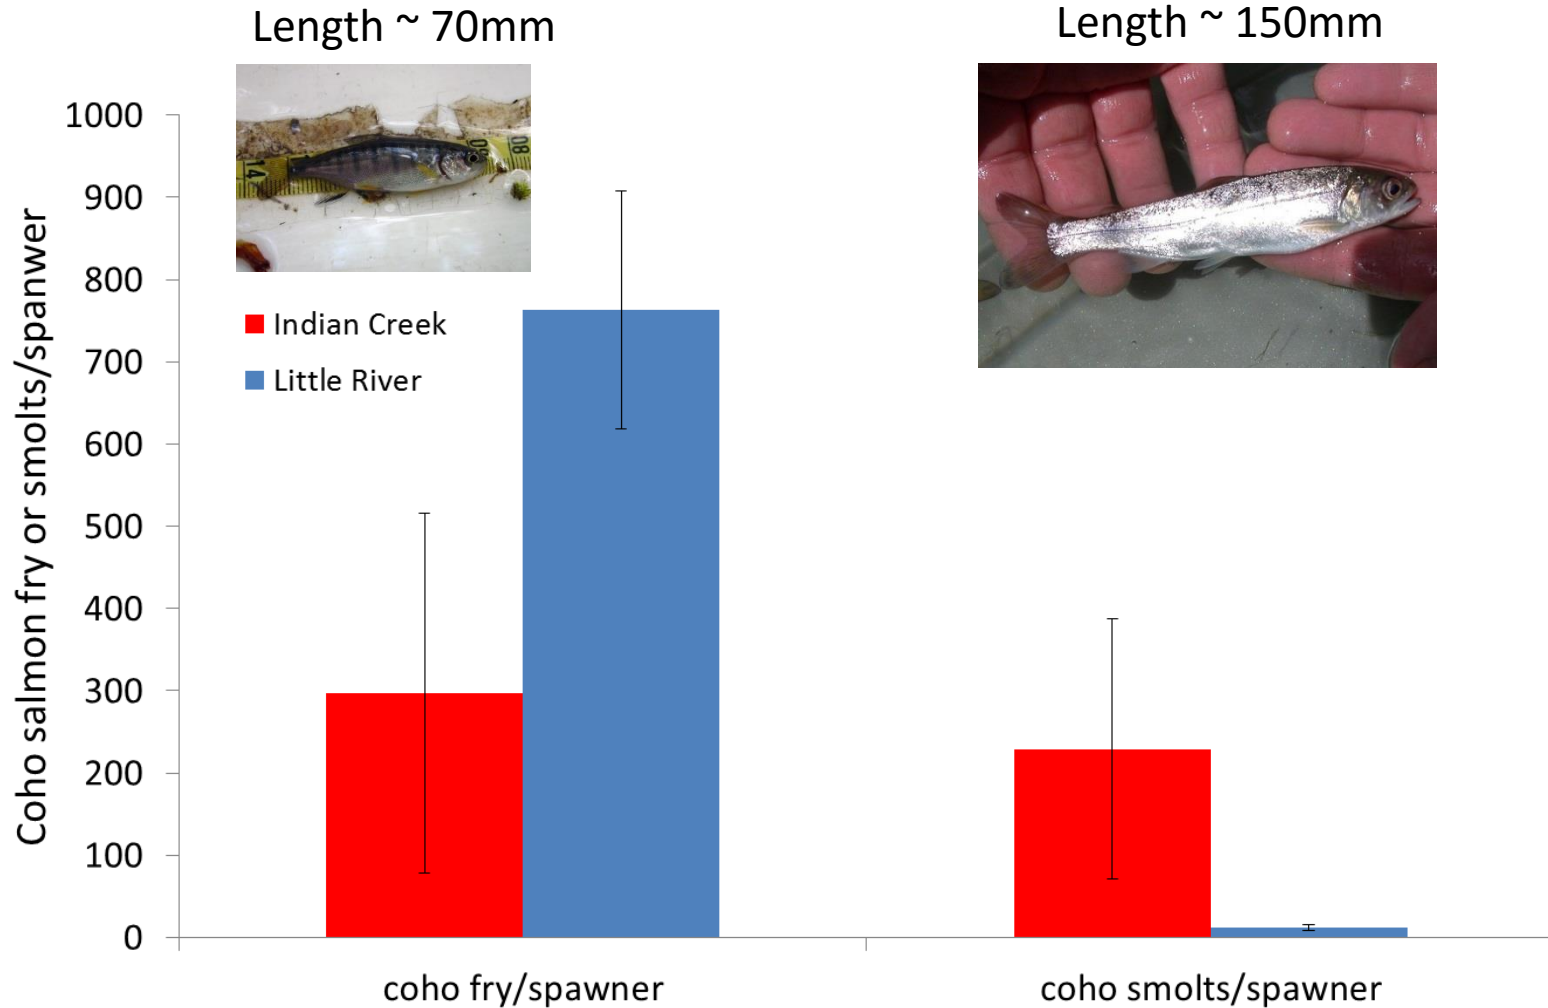 Length ~ 70mm
Length ~ 150mm
Coho salmon fry or smolts/spanwer
1000
900
800
700
600
500
400
300
200
100
0
Indian Creek
Little River
coho fry/spawner
coho smolts/spawner